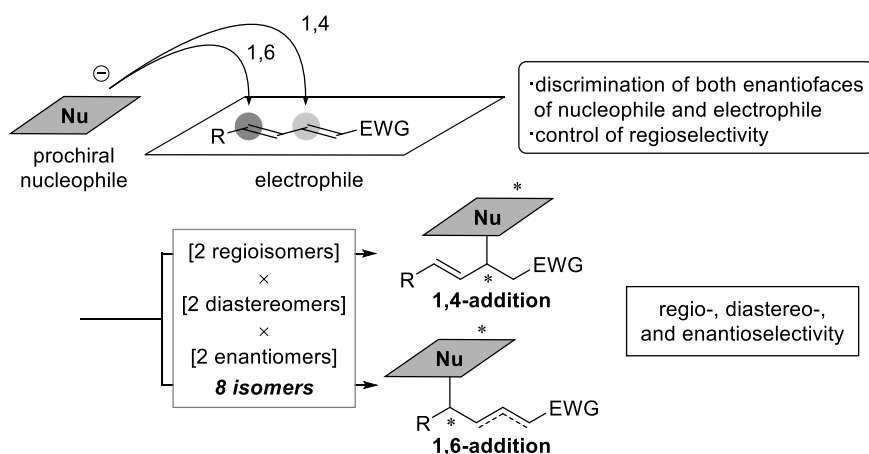 1,4
1,6
⊖
Nu
R
EWG
prochiral
nucleophile
electrophile
·discrimination of both enantiofaces
of nucleophile and electrophile
·control of regioselectivity
[2 regioisomers]
×
[2 diastereomers]
×
[2 enantiomers]
8 isomers
*
Nu
R
*
EWG
1,4-addition
*
Nu
R
*
EWG
1,6-addition
regio-, diastereo-,
and enantioselectivity